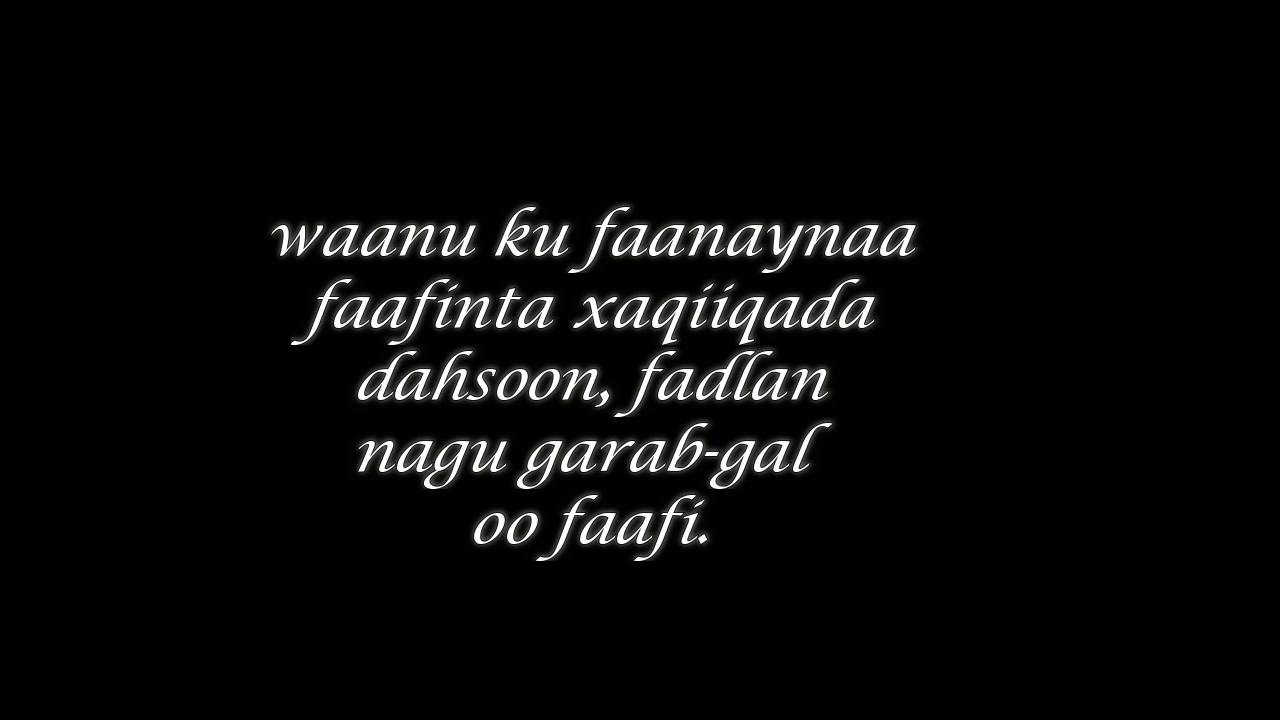 waanu ku faanaynaa
faafinta xaqiiqada
dahsoon, fadlan
nagu garab-gal
oo faafi.